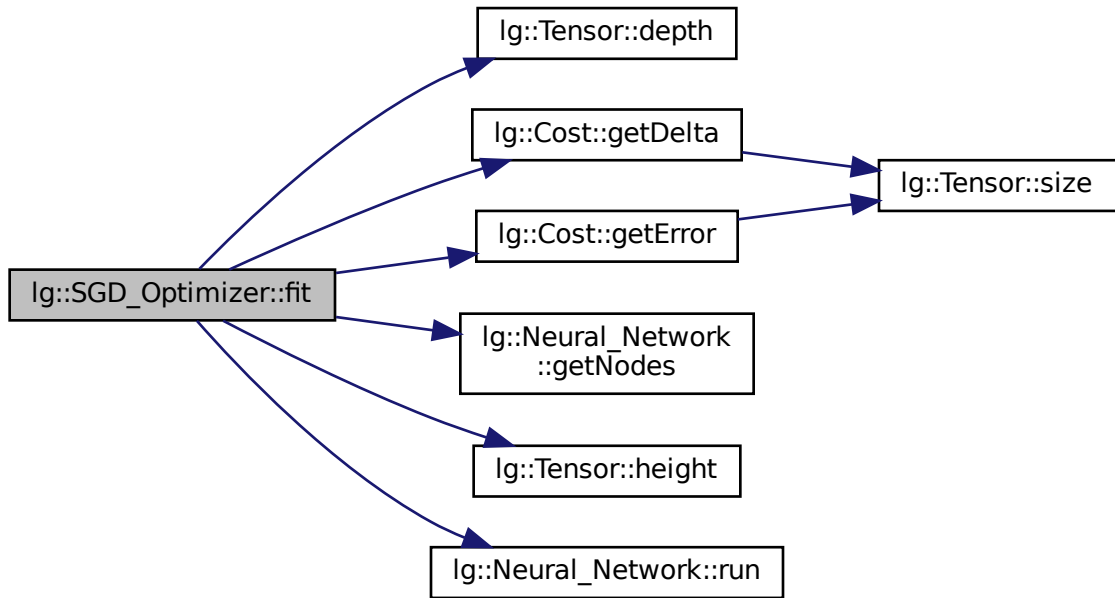 lg::Tensor::depth
lg::Cost::getDelta
lg::Tensor::size
lg::Cost::getError
lg::SGD_Optimizer::fit
lg::Neural_Network
::getNodes
lg::Tensor::height
lg::Neural_Network::run